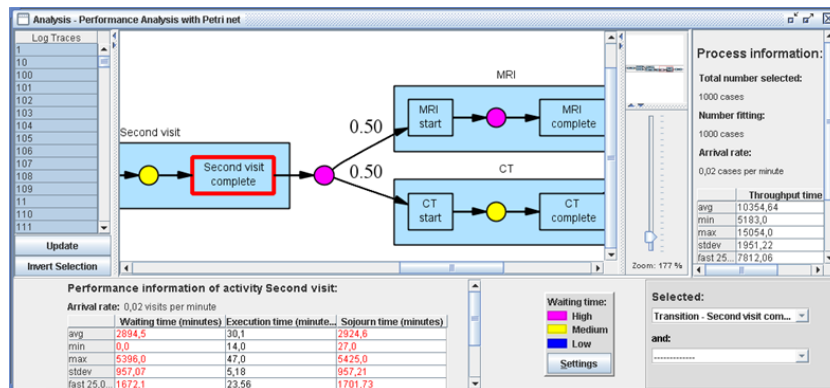 Analysis - Performance Analysis with Petri net
Log Traces
1
10
100
101
102
103
104
105
106
107
108
109
11
110
111
Update
Invert Selection
Second visit
Second visit
complete
0.50
0.50
MRI
MRI
start
MRI
complete
CT
CT
start
CT
complete
Zoom: 177 %
Process information:
Total number selected:
1000 cases
Number fitting:
1000 cases
Arrival rate:
0,02 cases per minute
Throughput time
avg 10354,64
min 5183,0
max 15054,0
stdev 1951,22
fast 25... 7812,06
Performance information of activity Second visit:
Arrival rate: 0,02 visits per minute
Waiting time (minutes) Execution time (minute... Sojourn time (minutes)
avg 2894,5 30,1 2924,6
min 0,0 14,0 27,0
max 5396,0 47,0 5425,0
stdev 957,07 5,18 957,21
fast 25,0... 1672,1 23,56 1701,73
Waiting time:
High
Medium
Low
Settings
Selected:
Transition - Second visit com...
and:
-------------